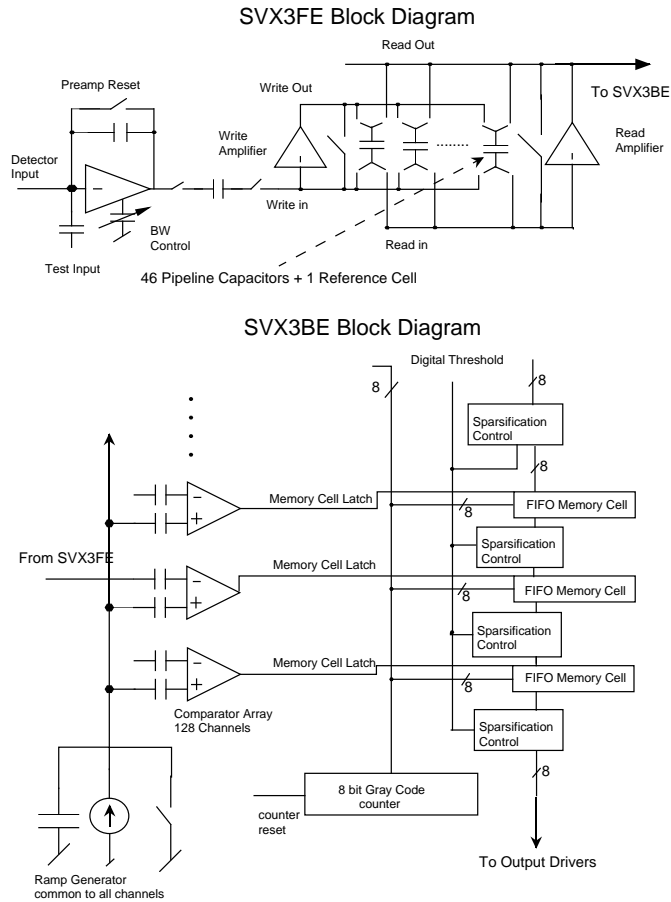 SVX3FE Block Diagram
Read Out
Preamp Reset
Write Out
To SVX3BE
Write
Amplifier
Read
Amplifier
Detector
Input
−
........
−
−
BW
Control
Write in
Test Input
Read in
46 Pipeline Capacitors + 1 Reference Cell
SVX3BE Block Diagram
Digital Threshold
8
8
Sparsification
Control
8
−
+
Memory Cell Latch
8
FIFO Memory Cell
From SVX3FE
Sparsification
Control
−
+
Memory Cell Latch
8
FIFO Memory Cell
Sparsification
Control
−
+
Memory Cell Latch
8
FIFO Memory Cell
Comparator Array
128 Channels
Sparsification
Control
8
8 bit Gray Code
counter
counter
reset
To Output Drivers
Ramp Generator
common to all channels